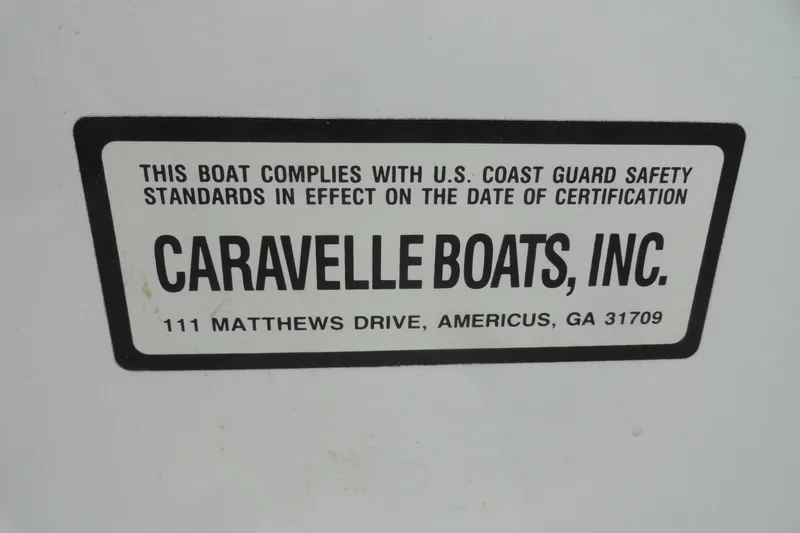 THIS BOAT COMPLIES WITH U.S. COAST GUARD SAFETY
STANDARDS IN EFFECT ON THE DATE OF CERTIFICATION
CARAVELLE BOATS, INC.
111 MATTHEWS DRIVE, AMERICUS, GA 31709